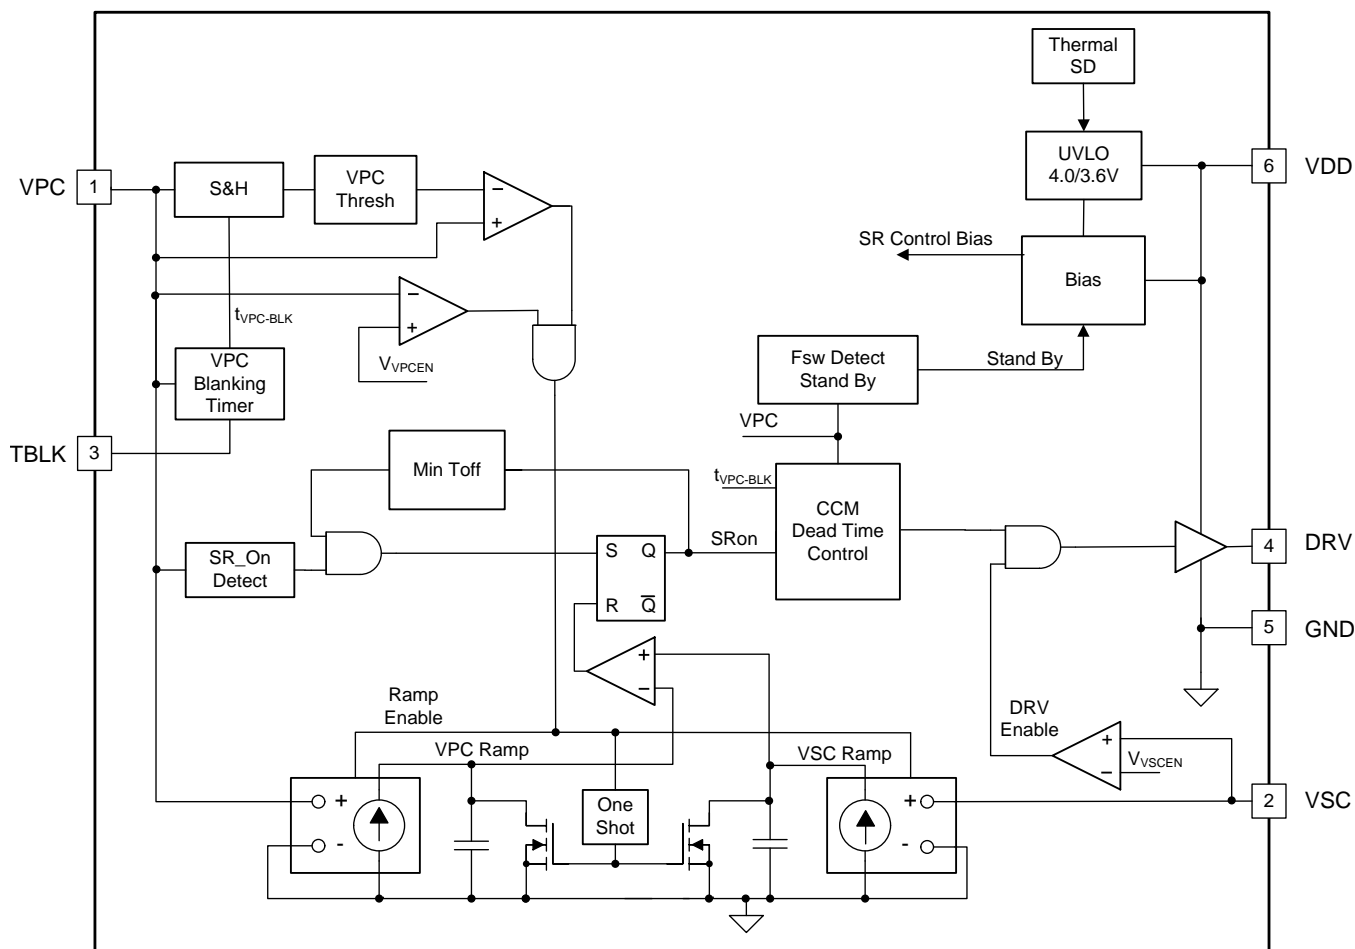 Thermal
SD
VPC
1
S&H
VPC
Thresh
−
+
UVLO
4.0/3.6V
6
VDD
SR Control Bias
Bias
tVPC-BLK
−
+
VVPCEN
VPC
Blanking
Timer
Fsw Detect
Stand By
Stand By
TBLK
3
VPC
Min Toff
tVPC-BLK
CCM
Dead Time
Control
SR_On
Detect
S
Q
R
Q̅
SRon
4
DRV
5
GND
+
−
Ramp
Enable
DRV
Enable
+
−
VVSCEN
VPC Ramp
VSC Ramp
+
-
One
Shot
+
-
2
VSC